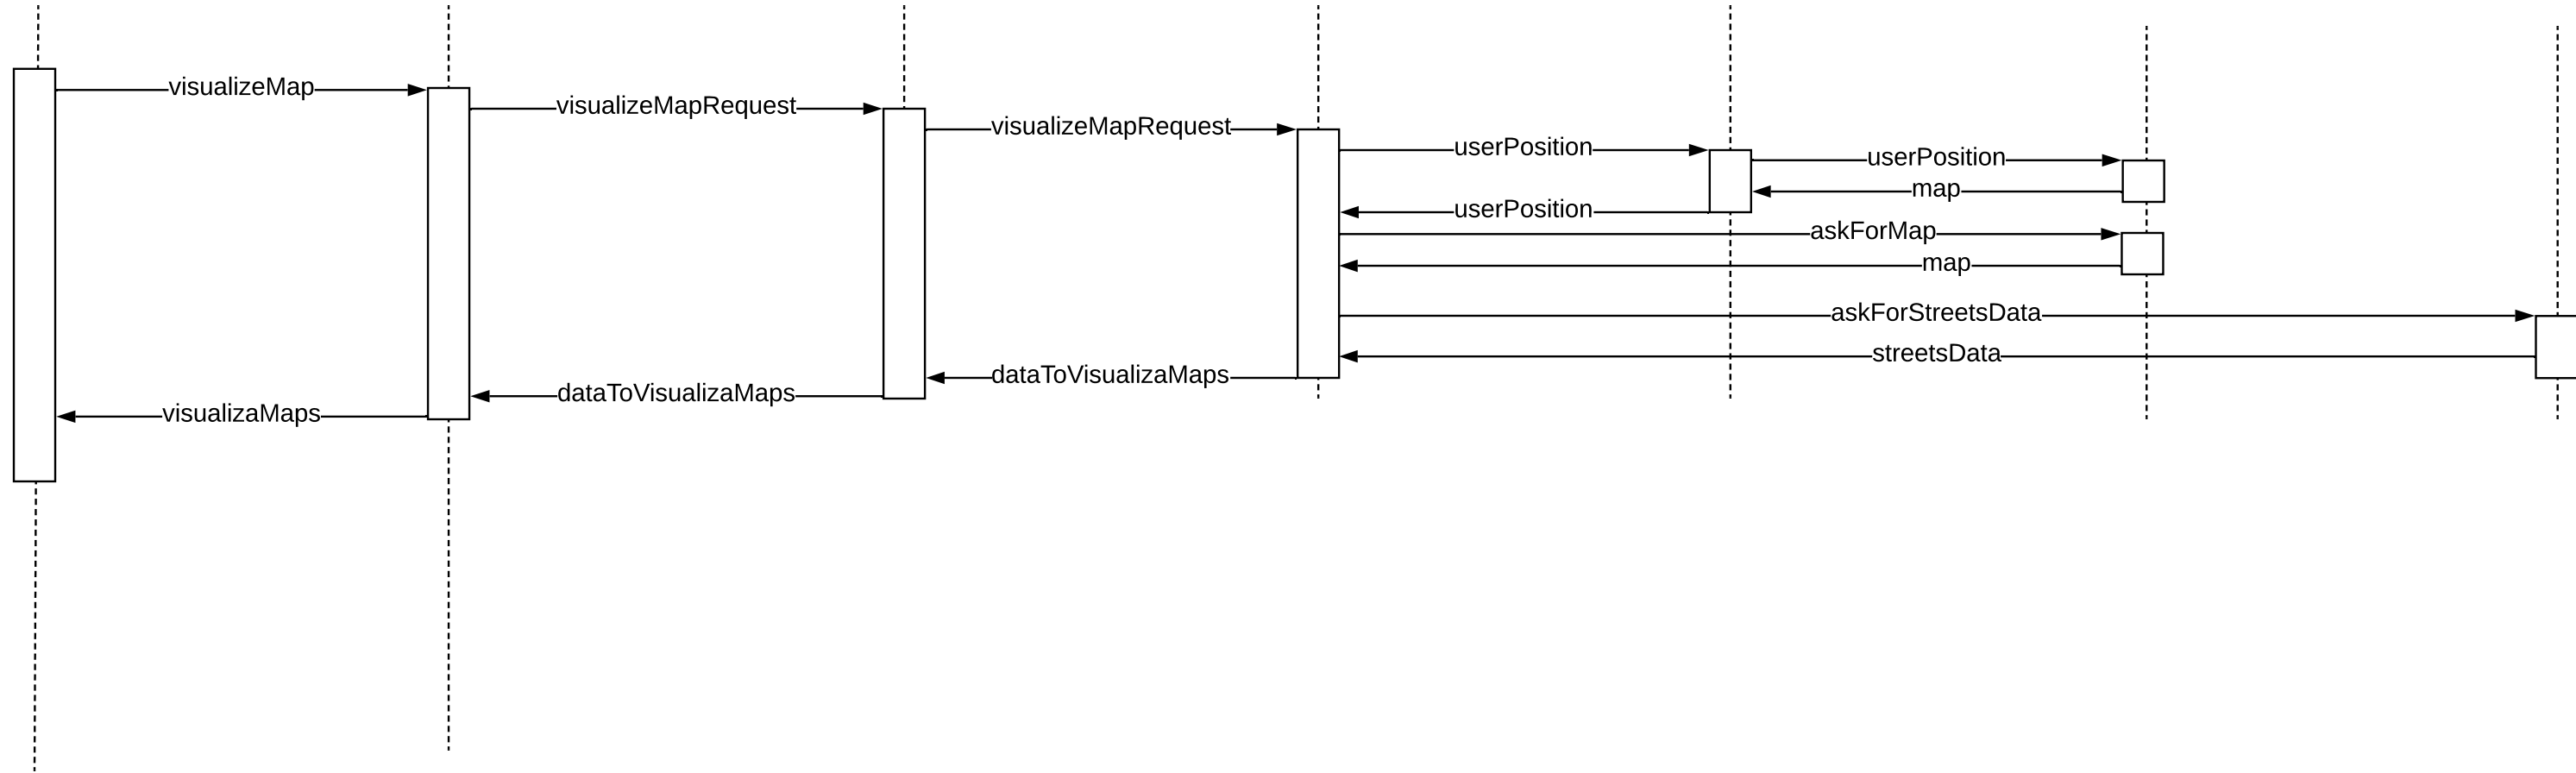 visualizeMap
visualizeMapRequest
visualizeMapRequest
userPosition
userPosition
map
userPosition
askForMap
map
askForStreetsData
streetsData
dataToVisualizaMaps
dataToVisualizaMaps
visualizaMaps